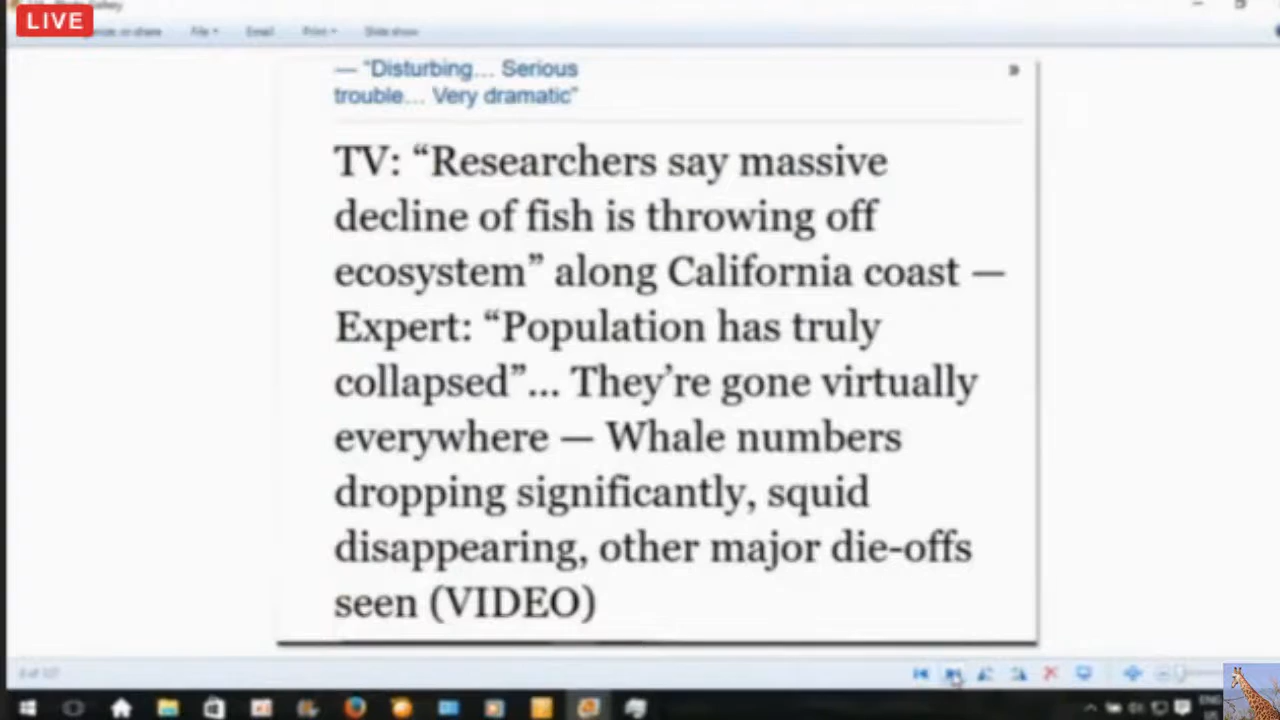 LIVE
File
Email
Print
Slide show
— “Disturbing... Serious
trouble... Very dramatic”
»
TV: “Researchers say massive
decline of fish is throwing off
ecosystem” along California coast —
Expert: “Population has truly
collapsed”... They’re gone virtually
everywhere — Whale numbers
dropping significantly, squid
disappearing, other major die-offs
seen (VIDEO)
ENG